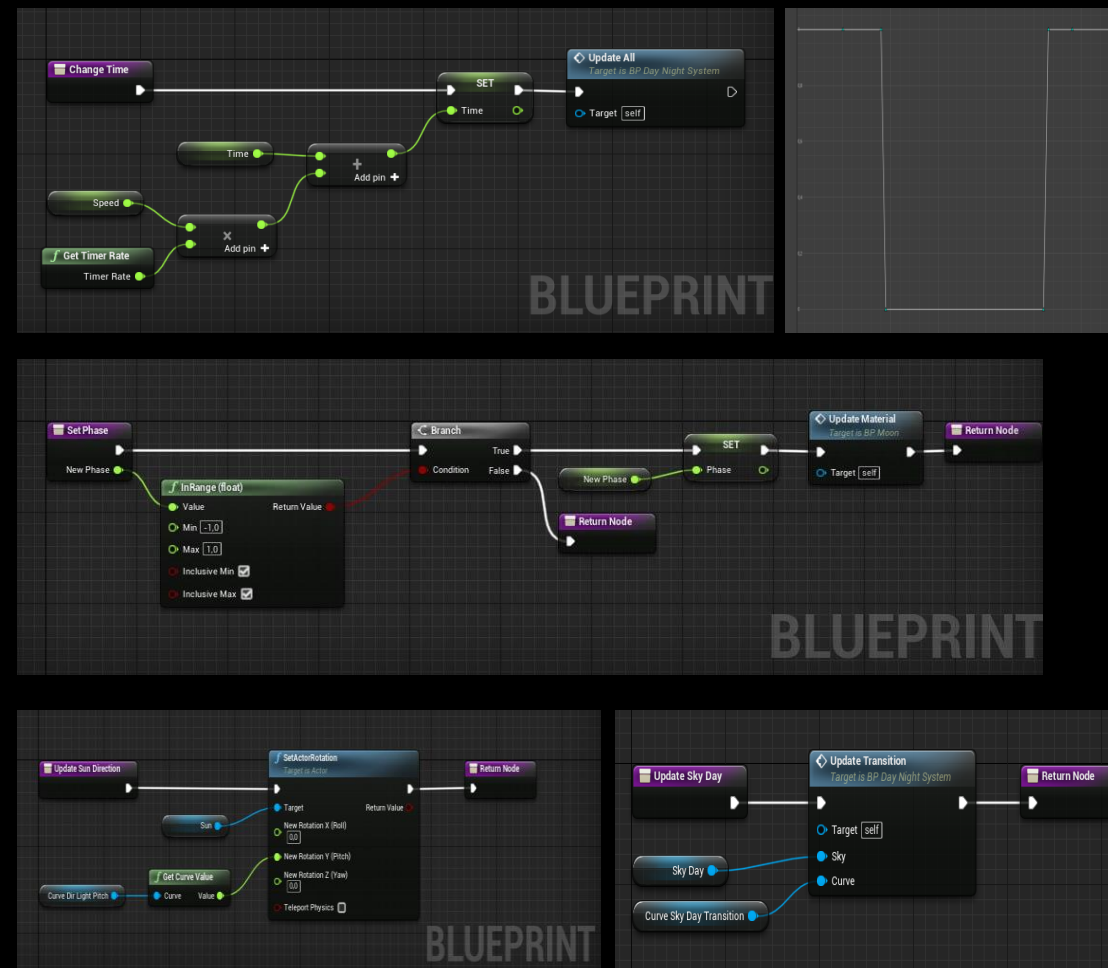 Change Time
SET
Time
Update All
Target is BP Day Night System
Target self
Time
+
Add pin +
Speed
×
Add pin +
f Get Timer Rate
Timer Rate
BLUEPRINT
Set Phase
New Phase
f InRange (float)
Value
Return Value
Min -1,0
Max 1,0
Inclusive Min
Inclusive Max
Branch
True
Condition
False
New Phase
Return Node
SET
Phase
Update Material
Target is BP Moon
Target self
Return Node
BLUEPRINT
Update Sun Direction
Sun
Curve Dir Light Pitch
f Get Curve Value
Curve
Value
f SetActorRotation
Target is Actor
Target
Return Value
New Rotation X (Roll)
0,0
New Rotation Y (Pitch)
New Rotation Z (Yaw)
0,0
Teleport Physics
Return Node
BLUEPRINT
Update Sky Day
Sky Day
Curve Sky Day Transition
Update Transition
Target is BP Day Night System
Target self
Sky
Curve
Return Node